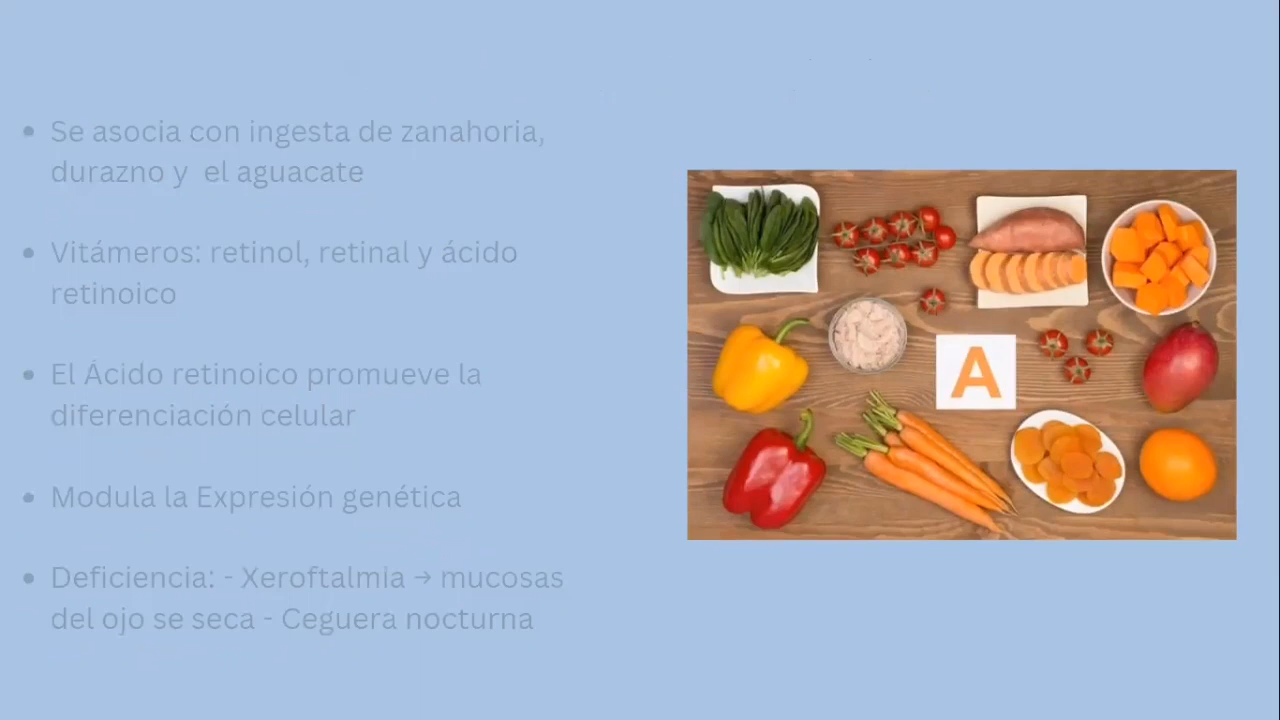 • Se asocia con ingesta de zanahoria,
durazno y  el aguacate
• Vitámeros: retinol, retinal y ácido
retinoico
• El Ácido retinoico promueve la
diferenciación celular
• Modula la Expresión genética
• Deficiencia: - Xeroftalmia → mucosas
del ojo se seca - Ceguera nocturna
A